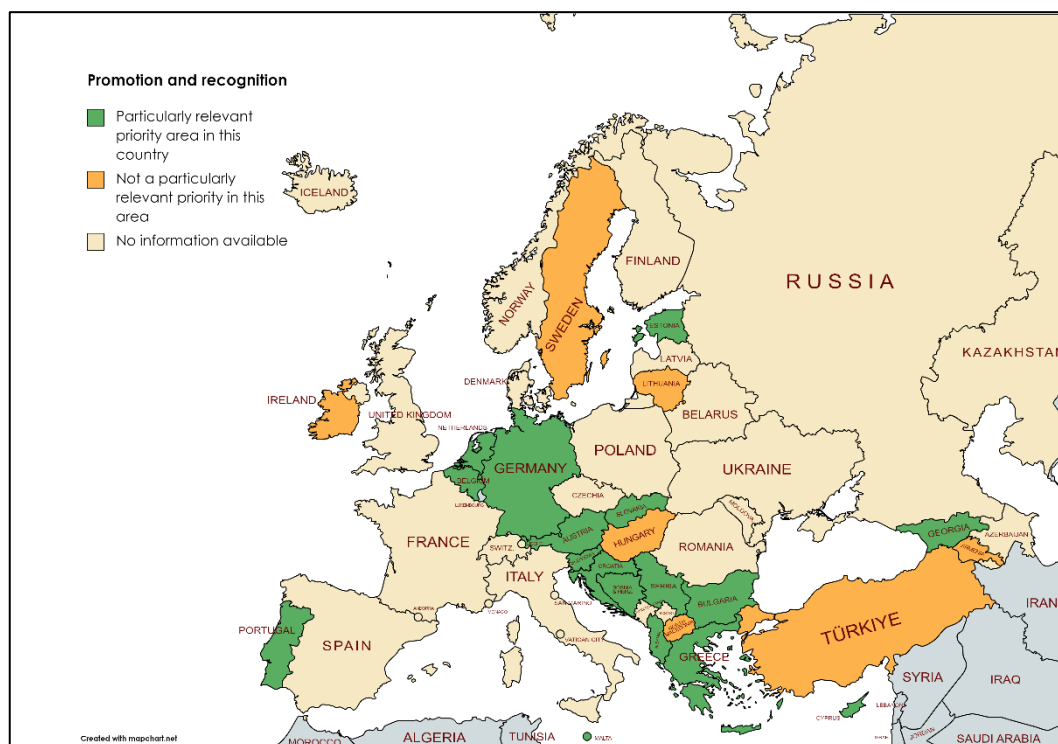 Promotion and recognition
Particularly relevant
priority area in this
country
Not a particularly
relevant priority in this
area
No information available
ICELAND
NORWAY
SWEDEN
FINLAND
RUSSIA
ESTONIA
LATVIA
LITHUANIA
KAZAKHSTAN
DENMARK
IRELAND
UNITED KINGDOM
NETHERLANDS
BELARUS
POLAND
GERMANY
BELGIUM
UKRAINE
CZECHIA
LUXEMBOURG
SLOVAKIA
MOLDOVA
AUSTRIA
HUNGARY
FRANCE
SWITZ.
ROMANIA
GEORGIA
AZERBAIJAN
ARMENIA
ITALY
CROATIA
BOSNIA
SERBIA
BULGARIA
SAN MARINO
MONACO
ANDORRA
PORTUGAL
SPAIN
VATICAN CITY
NORTH
MACEDONIA
GREECE
TÜRKIYE
IRAN
SYRIA
IRAQ
CYPRUS
LEBANON
JORDAN
MALTA
Created with mapchart.net
MOROCCO
ALGERIA
TUNISIA
SAUDI ARABIA